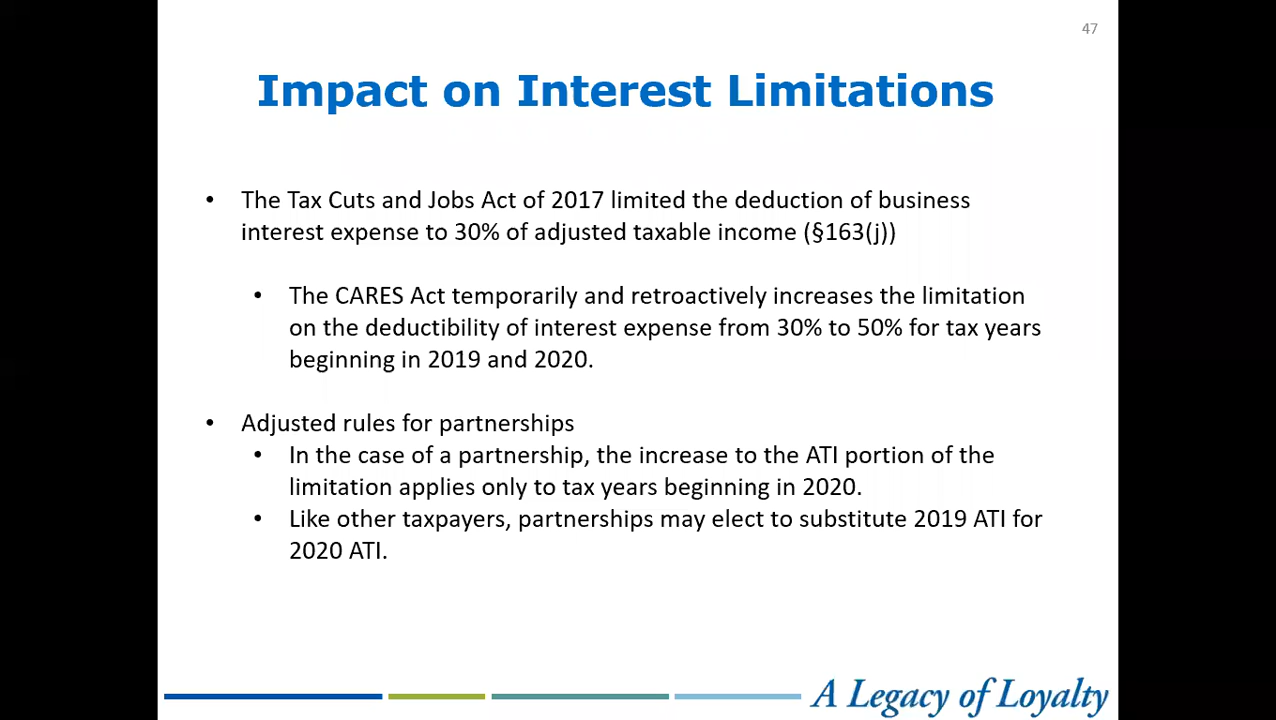 47
Impact on Interest Limitations
• The Tax Cuts and Jobs Act of 2017 limited the deduction of business
interest expense to 30% of adjusted taxable income (§163(j))
• The CARES Act temporarily and retroactively increases the limitation
on the deductibility of interest expense from 30% to 50% for tax years
beginning in 2019 and 2020.
• Adjusted rules for partnerships
• In the case of a partnership, the increase to the ATI portion of the
limitation applies only to tax years beginning in 2020.
• Like other taxpayers, partnerships may elect to substitute 2019 ATI for
2020 ATI.
A Legacy of Loyalty